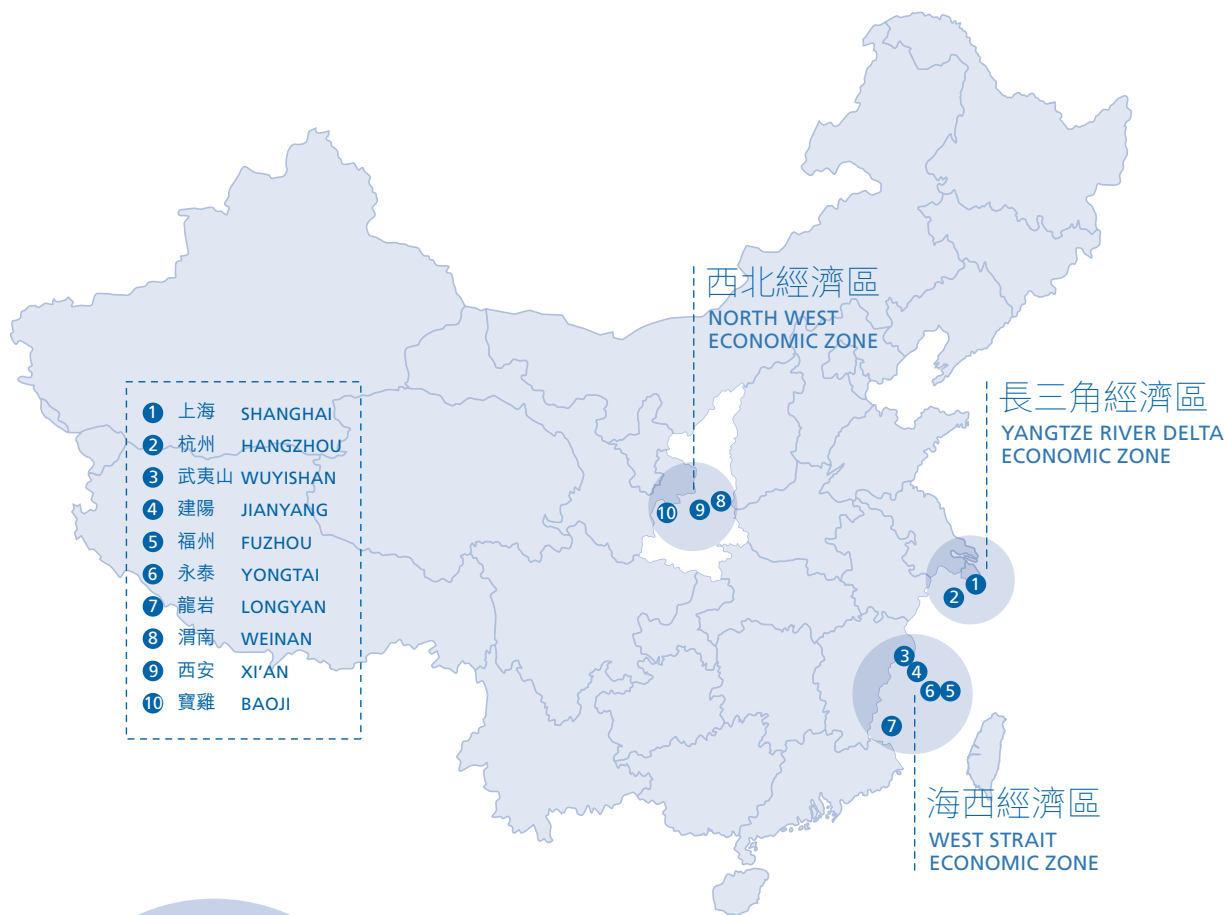 西北經濟區
NORTH WEST
ECONOMIC ZONE
長三角經濟區
YANGTZE RIVER DELTA
ECONOMIC ZONE
1 上海 SHANGHAI
2 杭州 HANGZHOU
3 武夷山 WUYISHAN
4 建陽 JIANYANG
5 福州 FUZHOU
6 永泰 YONGTAI
7 龍岩 LONGYAN
8 渭南 WEINAN
9 西安 XI'AN
10 寶雞 BAOJI
10 9 8
2 1
3
4
6 5
7
海西經濟區
WEST STRAIT
ECONOMIC ZONE